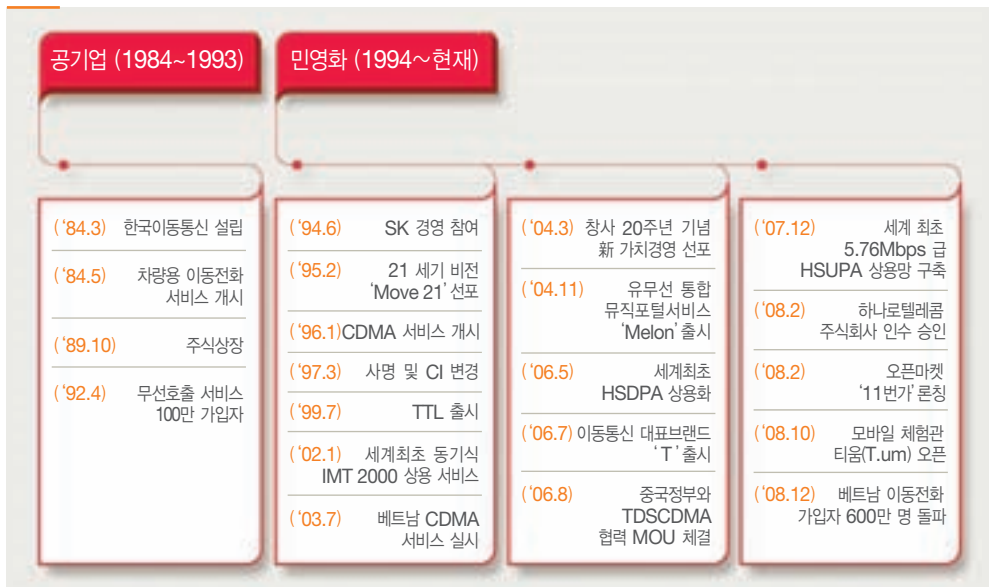 공기업 (1984~1993)
민영화 (1994~현재)
(‘84.3) 한국이동통신 설립
(‘84.5) 차량용 이동전화
서비스 개시
(‘89.10) 주식상장
(‘92.4) 무선호출 서비스
100만 가입자
(‘94.6) SK 경영 참여
(‘95.2) 21 세기 비전
‘Move 21’ 선포
(‘96.1)CDMA 서비스 개시
(‘97.3) 사명 및 CI 변경
(‘99.7) TTL 출시
(‘02.1) 세계최초 동기식
IMT 2000 상용 서비스
(‘03.7) 베트남 CDMA
서비스 실시
(‘04.3) 창사 20주년 기념
新 가치경영 선포
(‘04.11) 유무선 통합
뮤직포털서비스
‘Melon’ 출시
(‘06.5) 세계최초
HSDPA 상용화
(‘06.7) 이동통신 대표브랜드
‘ T ’ 출시
(‘06.8) 중국정부와
TDSCDMA
협력 MOU 체결
(‘07.12) 세계 최초
5.76Mbps 급
HSUPA 상용망 구축
(‘08.2) 하나로텔레콤
주식회사 인수 승인
(‘08.2) 오픈마켓
‘11번가’ 론칭
(‘08.10) 모바일 체험관
티움(T.um) 오픈
(‘08.12) 베트남 이동전화
가입자 600만 명 돌파